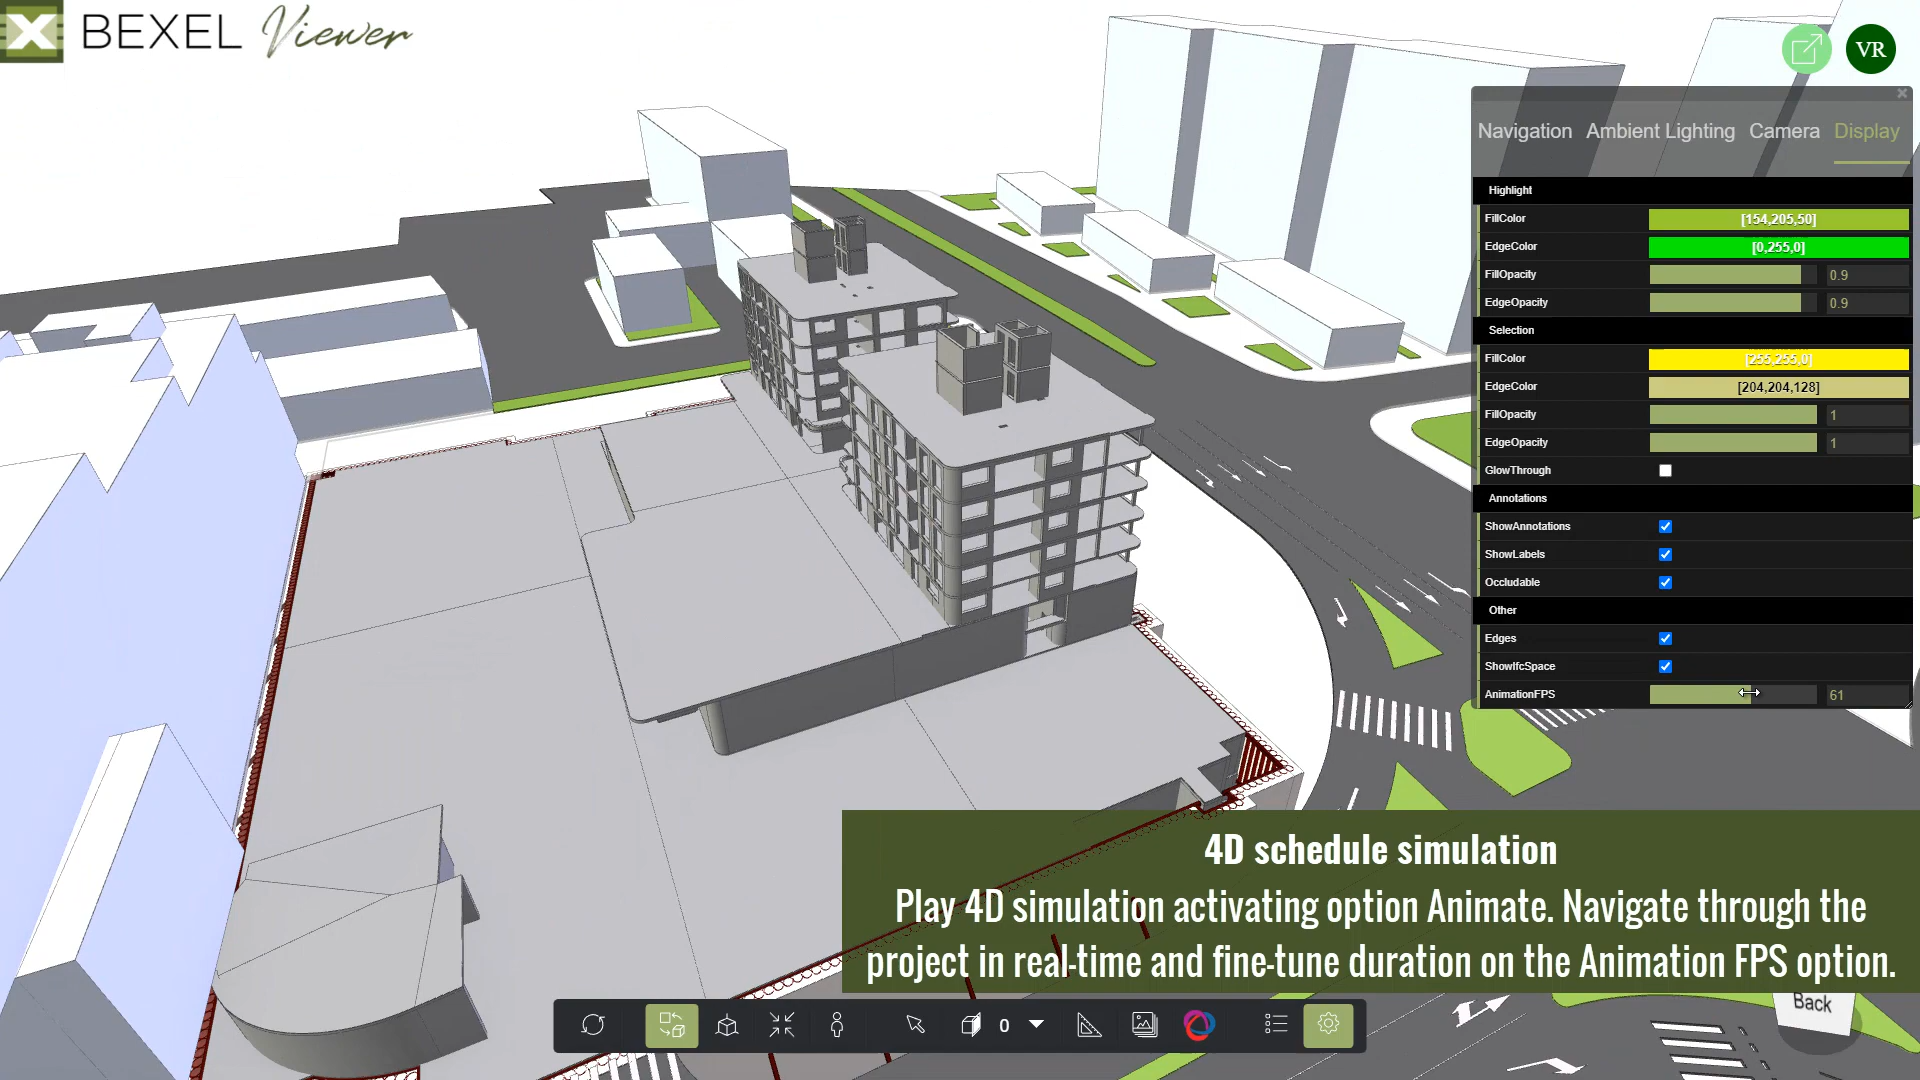 BEXEL Viewer
VR
Navigation Ambient Lighting Camera Display
Highlight
FillColor [154,205,50]
EdgeColor [0,255,0]
FillOpacity 0.9
EdgeOpacity 0.9
Selection
FillColor [255,255,0]
EdgeColor [204,204,128]
FillOpacity 1
EdgeOpacity 1
GlowThrough
Annotations
ShowAnnotations
ShowLabels
Occludable
Other
Edges
ShowIfcSpace
AnimationFPS 61
4D schedule simulation
Play 4D simulation activating option Animate. Navigate through the
project in real-time and fine-tune duration on the Animation FPS option.
Back
0